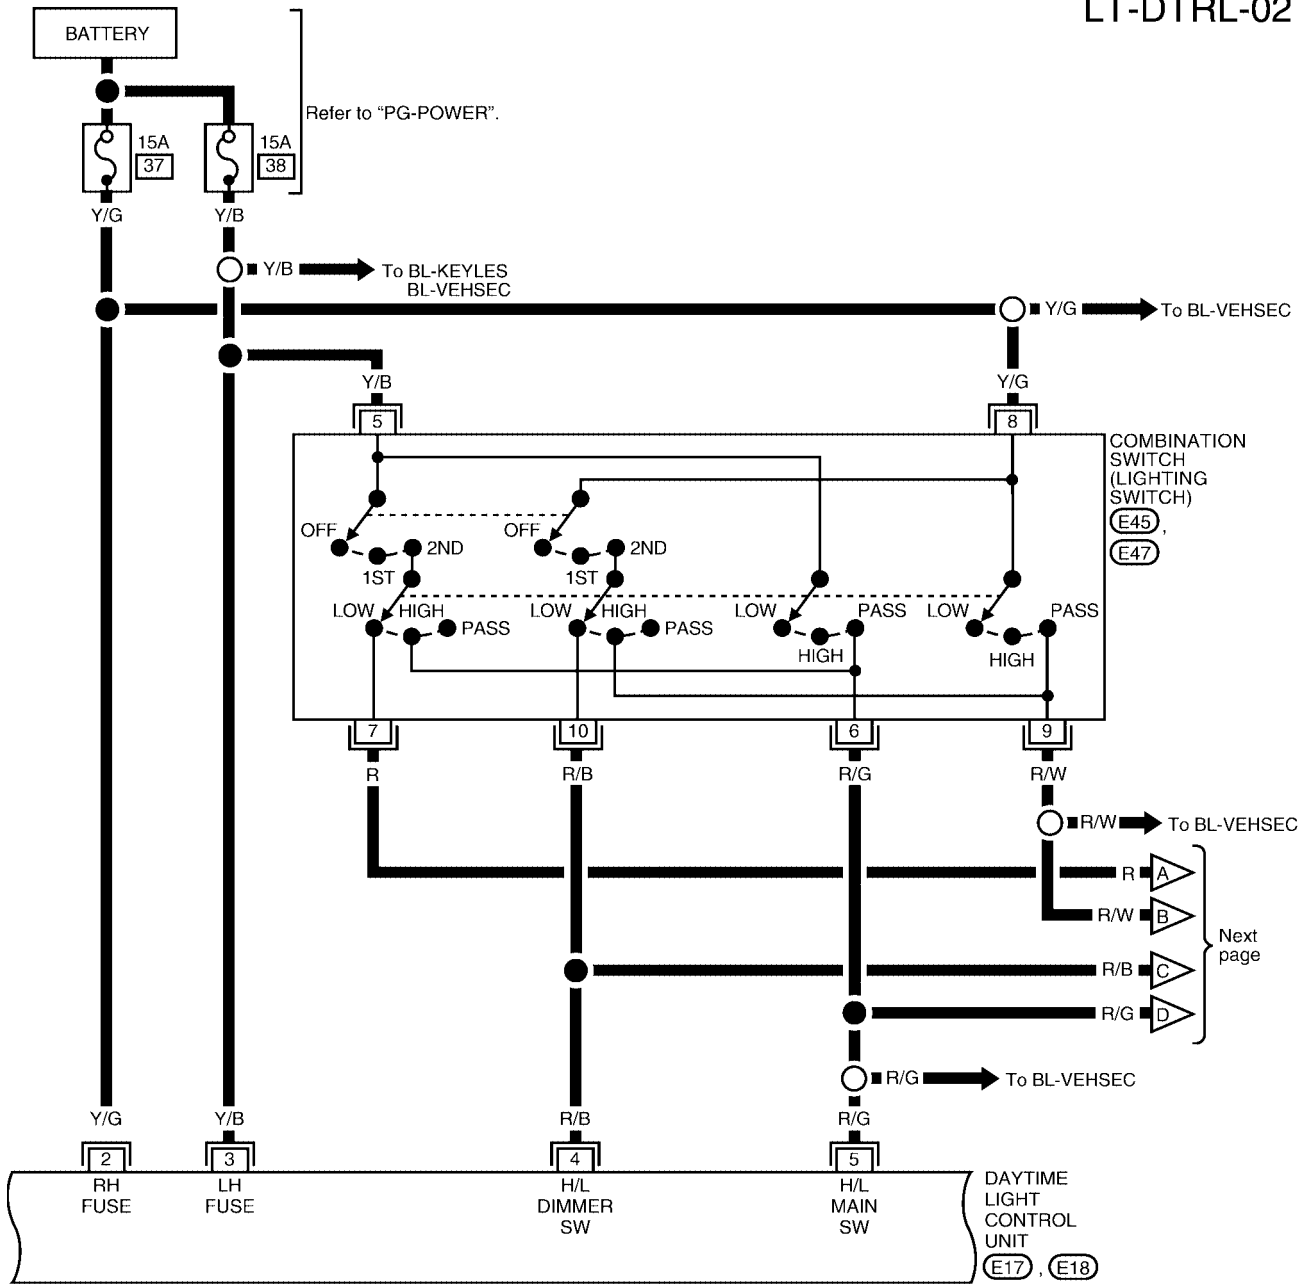 LT-DTRL-02
BATTERY
Refer to “PG-POWER”.
15A
37
15A
38
Y/G
Y/B
Y/B
To BL-KEYLES
BL-VEHSEC
Y/G
To BL-VEHSEC
Y/B
Y/G
5
8
COMBINATION
SWITCH
(LIGHTING
SWITCH)
E45 ,
E47
OFF
2ND
1ST
OFF
2ND
1ST
LOW
HIGH
PASS
LOW
HIGH
PASS
LOW
PASS
HIGH
LOW
PASS
HIGH
7
10
6
9
R
R/B
R/G
R/W
R/W
To BL-VEHSEC
R
A
R/W
B
Next
page
R/B
C
R/G
D
R/G
To BL-VEHSEC
Y/G
Y/B
R/B
R/G
2
3
4
5
RH
FUSE
LH
FUSE
H/L
DIMMER
SW
H/L
MAIN
SW
DAYTIME
LIGHT
CONTROL
UNIT
E17 , E18